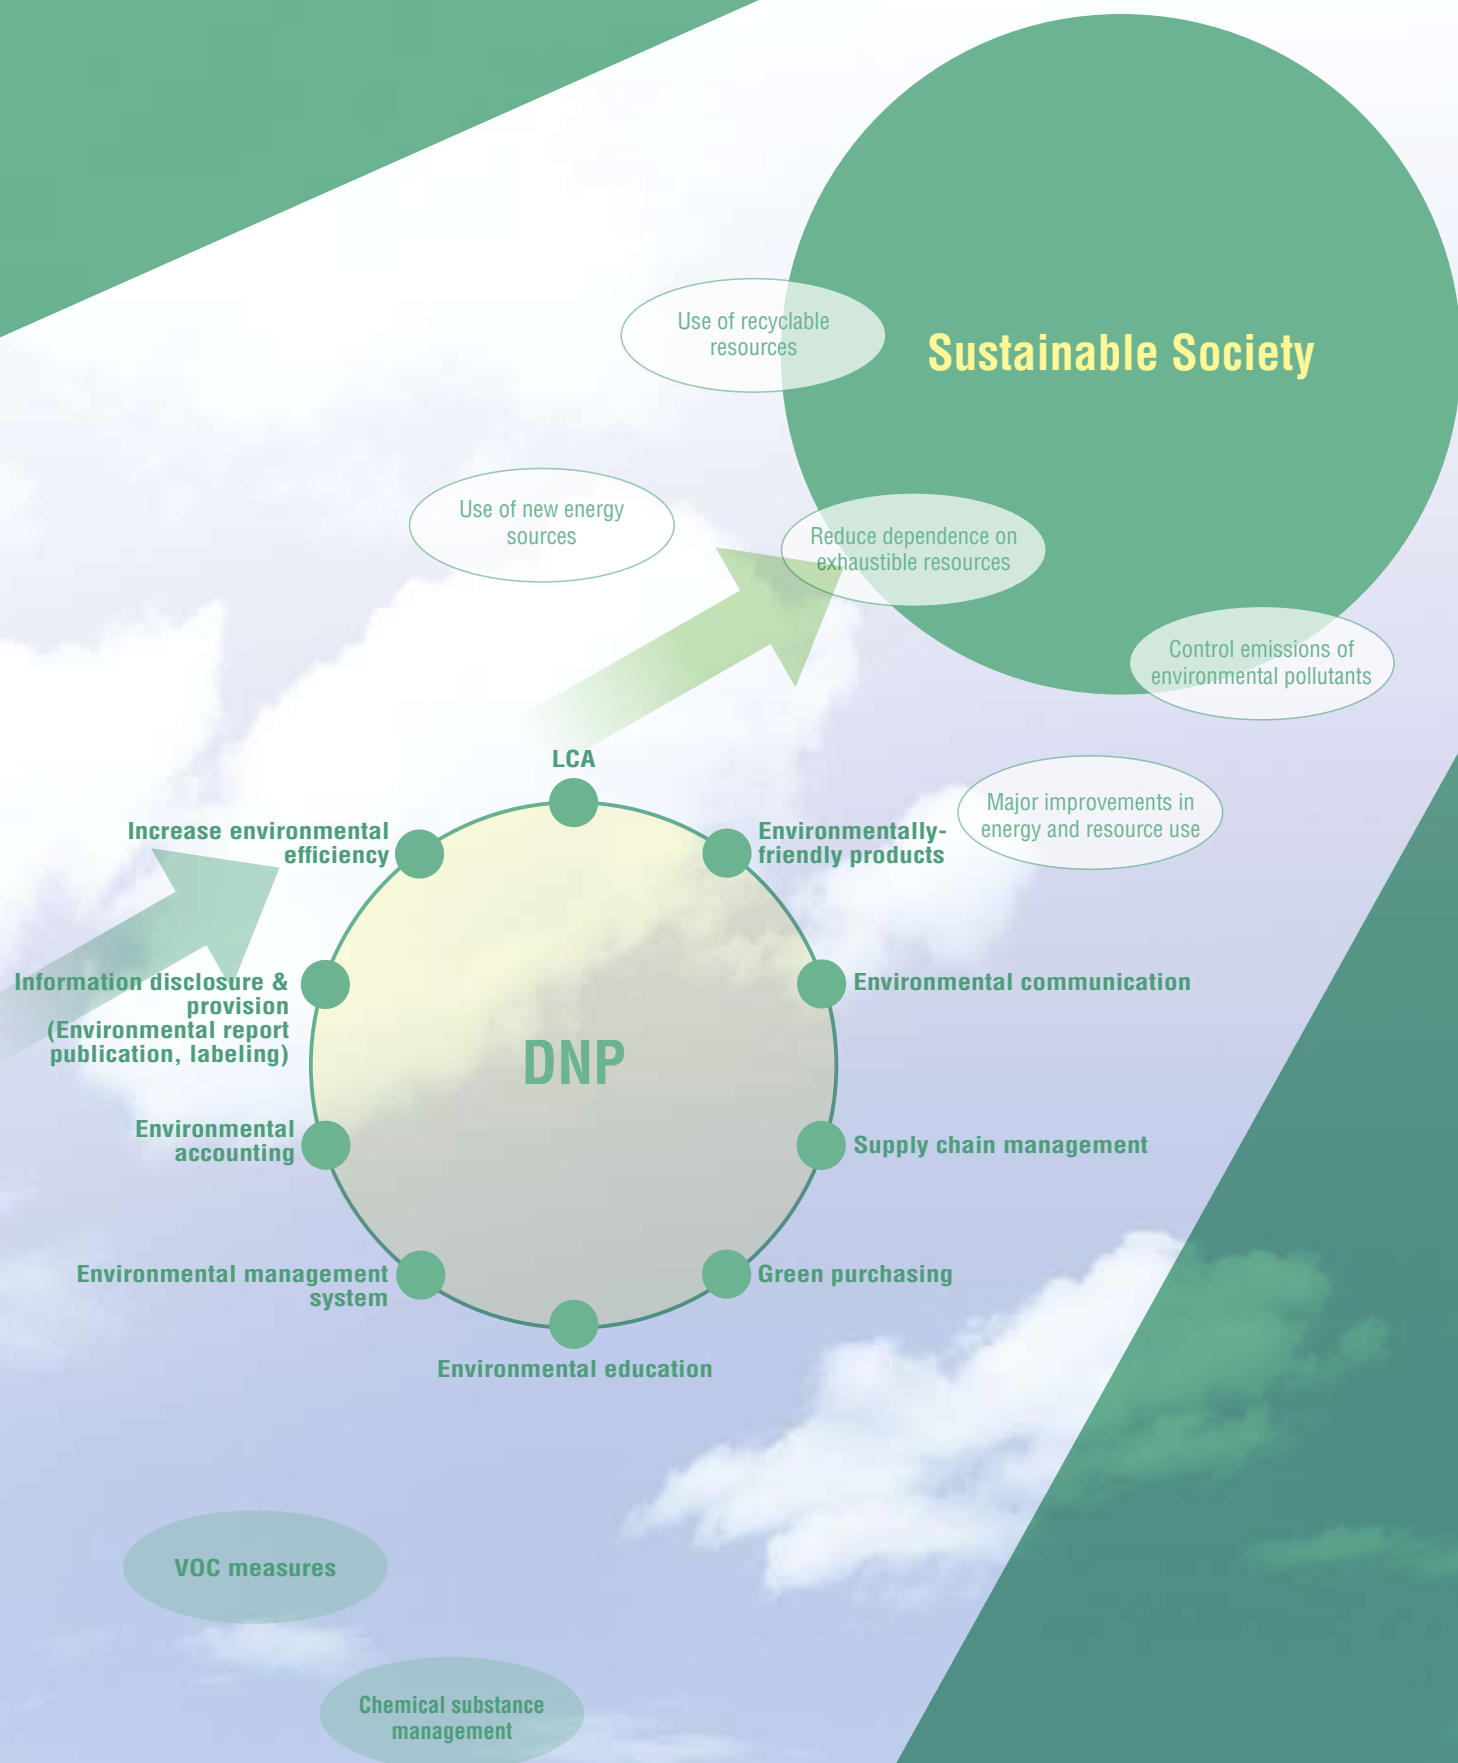 Use of recyclable
resources
Sustainable Society
Use of new energy
sources
Reduce dependence on
exhaustible resources
Control emissions of
environmental pollutants
LCA
Major improvements in
energy and resource use
Increase environmental
efficiency
Environmentally-
friendly products
Information disclosure &
provision
(Environmental report
publication, labeling)
Environmental communication
DNP
Environmental
accounting
Supply chain management
Environmental management
system
Green purchasing
Environmental education
VOC measures
Chemical substance
management